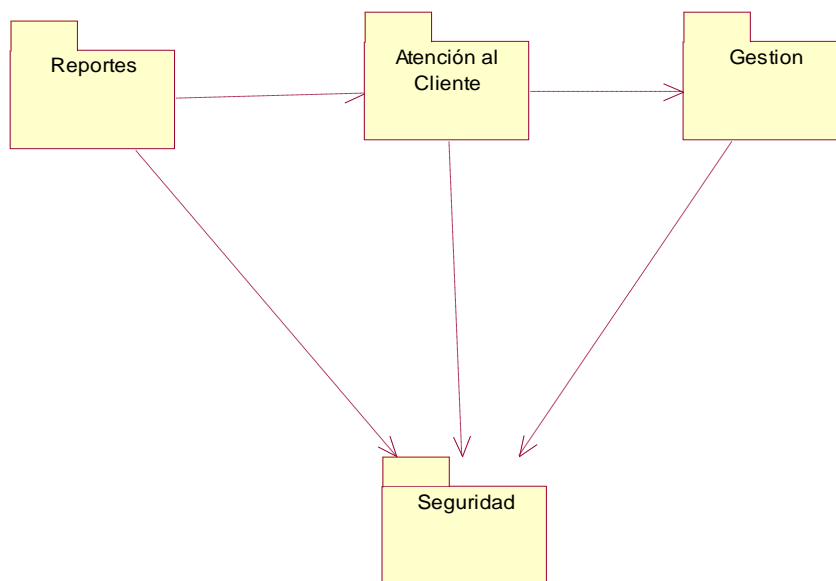 Reportes
Atención al
Cliente
Gestion
Seguridad